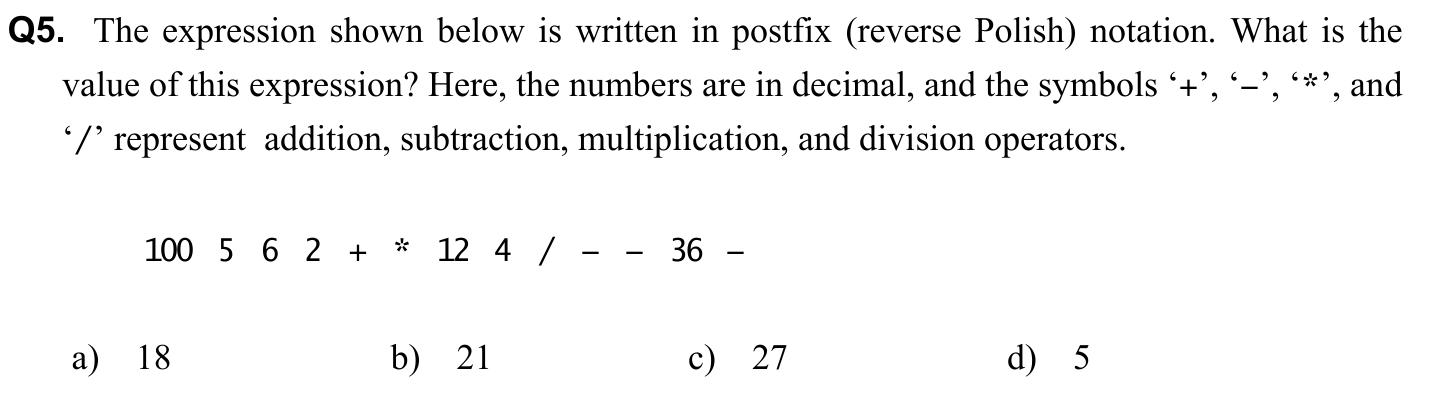 Q5. The expression shown below is written in postfix (reverse Polish) notation. What is the
value of this expression? Here, the numbers are in decimal, and the symbols ‘+’, ‘−’, ‘*’, and
‘/’ represent addition, subtraction, multiplication, and division operators.
100 5 6 2 + * 12 4 / − − 36 −
a) 18 b) 21 c) 27 d) 5